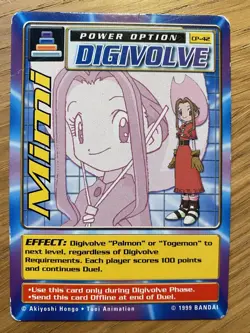 POWER OPTION
CP-42
DIGIVOLVE
Mimi
EFFECT: Digivolve "Palmon" or "Togemon" to
next level, regardless of Digivolve
Requirements. Each player scores 100 points
and continues Duel.
•Use this card only during Digivolve Phase.
•Send this card Offline at end of Duel.
© Akiyoshi Hongo • Toei Animation
© 1999 BANDAI